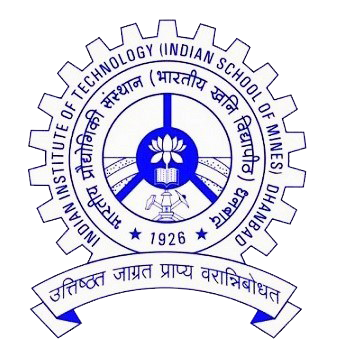 INDIAN INSTITUTE OF TECHNOLOGY (INDIAN SCHOOL OF MINES) DHANBAD
भारतीय प्रौद्योगिकी संस्थान (भारतीय खनि विद्यापीठ) धनबाद
★ 1926 ★
उत्तिष्ठत जाग्रत प्राप्य वरान्निबोधत